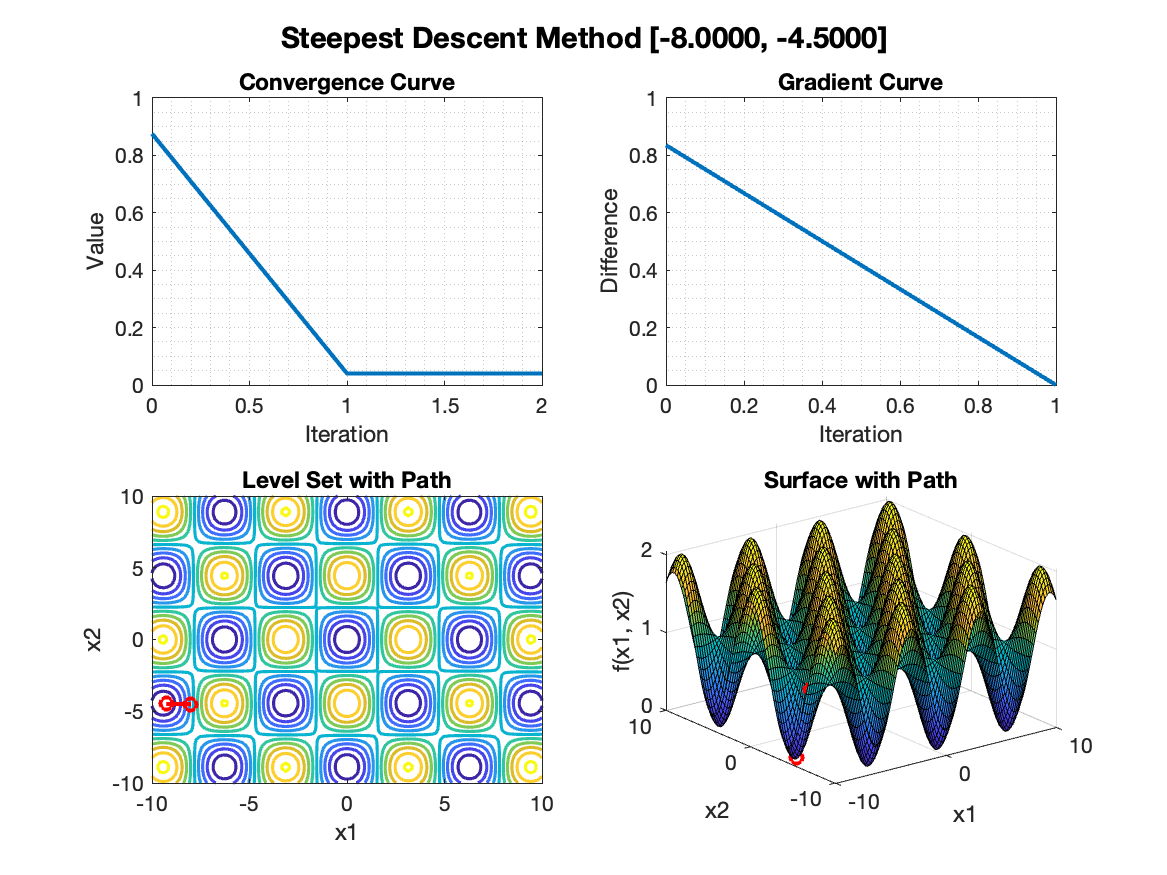 Steepest Descent Method [-8.0000, -4.5000]
Convergence Curve
1
0.8
0.6
0.4
0.2
0
Value
0 0.5 1 1.5 2
Iteration
Gradient Curve
1
0.8
0.6
0.4
0.2
0
Difference
0 0.2 0.4 0.6 0.8 1
Iteration
Level Set with Path
10
5
0
-5
-10
x2
-10 -5 0 5 10
x1
Surface with Path
2
1
0
f(x1, x2)
10
0
-10
x2
-10
0
10
x1